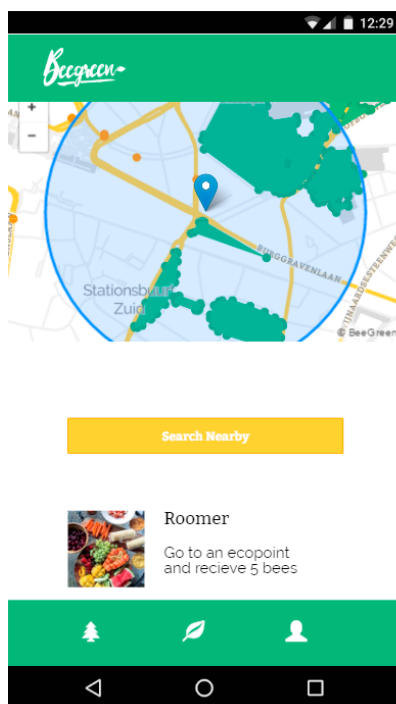 12:29
Beegreen
+
−
BURGGRAVENLAAN
Stationsbuurt
Zuid
© BeeGreen
Search Nearby
Roomer
Go to an ecopoint
and recieve 5 bees